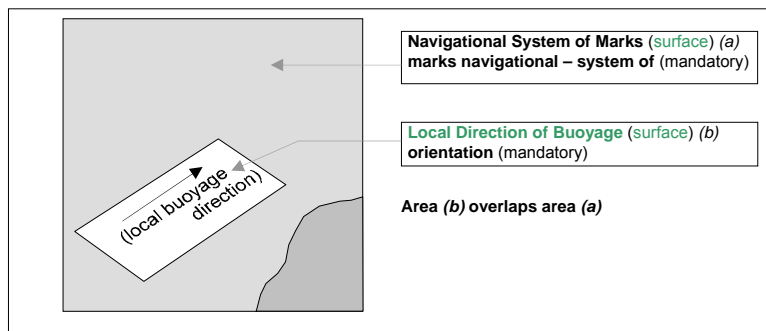 Navigational System of Marks (surface) (a)
marks navigational – system of (mandatory)
Local Direction of Buoyage (surface) (b)
orientation (mandatory)
(local buoyage
direction)
Area (b) overlaps area (a)